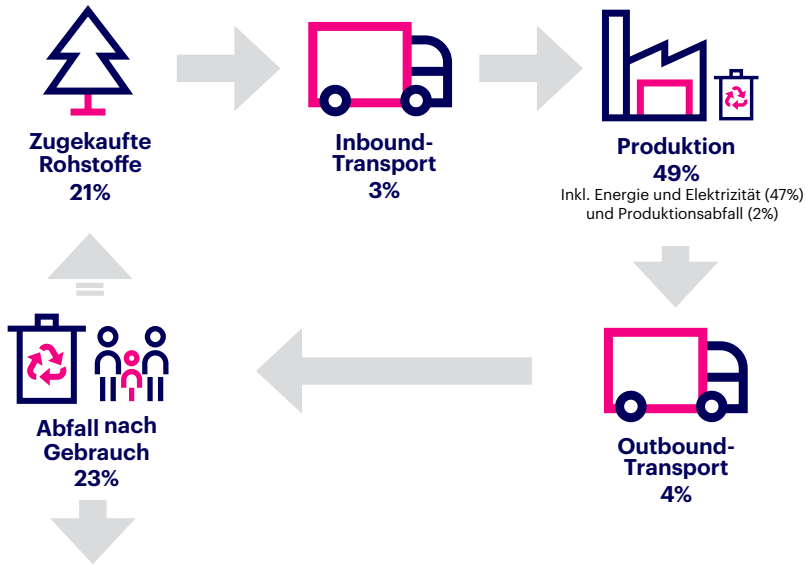 Zugekaufte
Rohstoffe
21%
Inbound-
Transport
3%
Produktion
49%
Inkl. Energie und Elektrizität (47%)
und Produktionsabfall (2%)
Abfall nach
Gebrauch
23%
Outbound-
Transport
4%